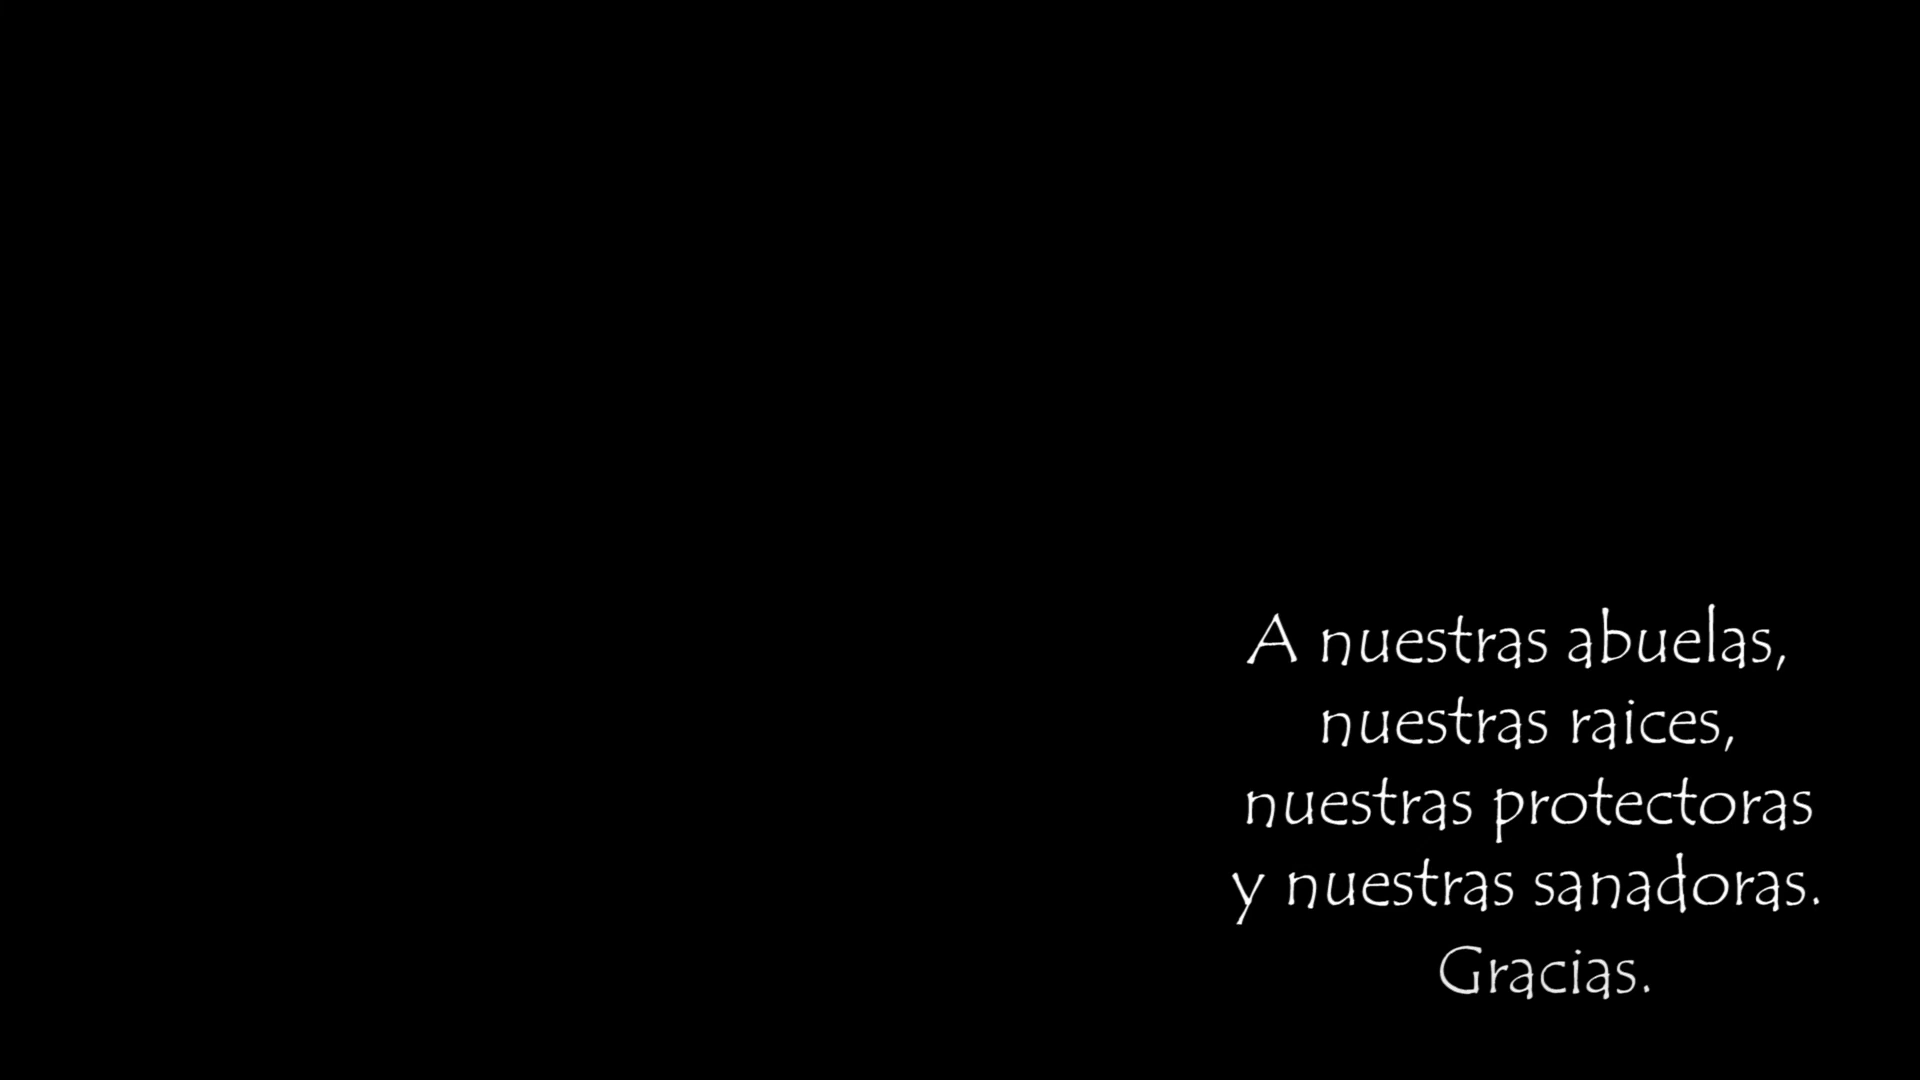 A nuestras abuelas,
nuestras raices,
nuestras protectoras
y nuestras sanadoras.
Gracias.